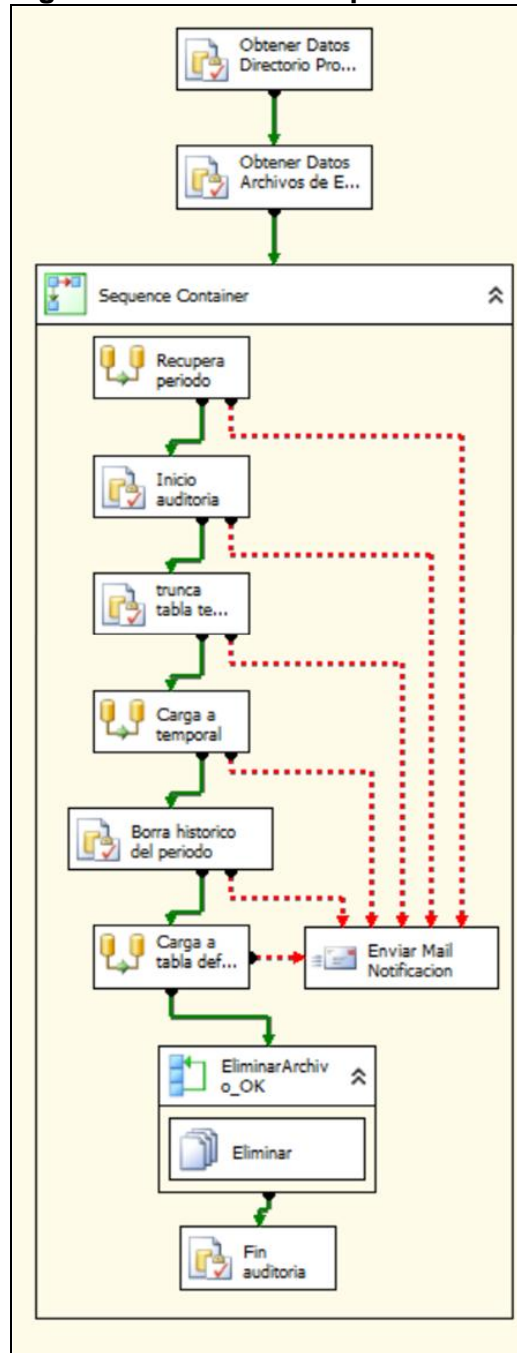 Obtener Datos
Directorio Pro...
Obtener Datos
Archivos de E...
Sequence Container
Recupera
periodo
Inicio
auditoria
trunca
tabla te...
Carga a
temporal
Borra historico
del periodo
Carga a
tabla def...
Enviar Mail
Notificacion
EliminarArchiv
o_OK
Eliminar
Fin
auditoria